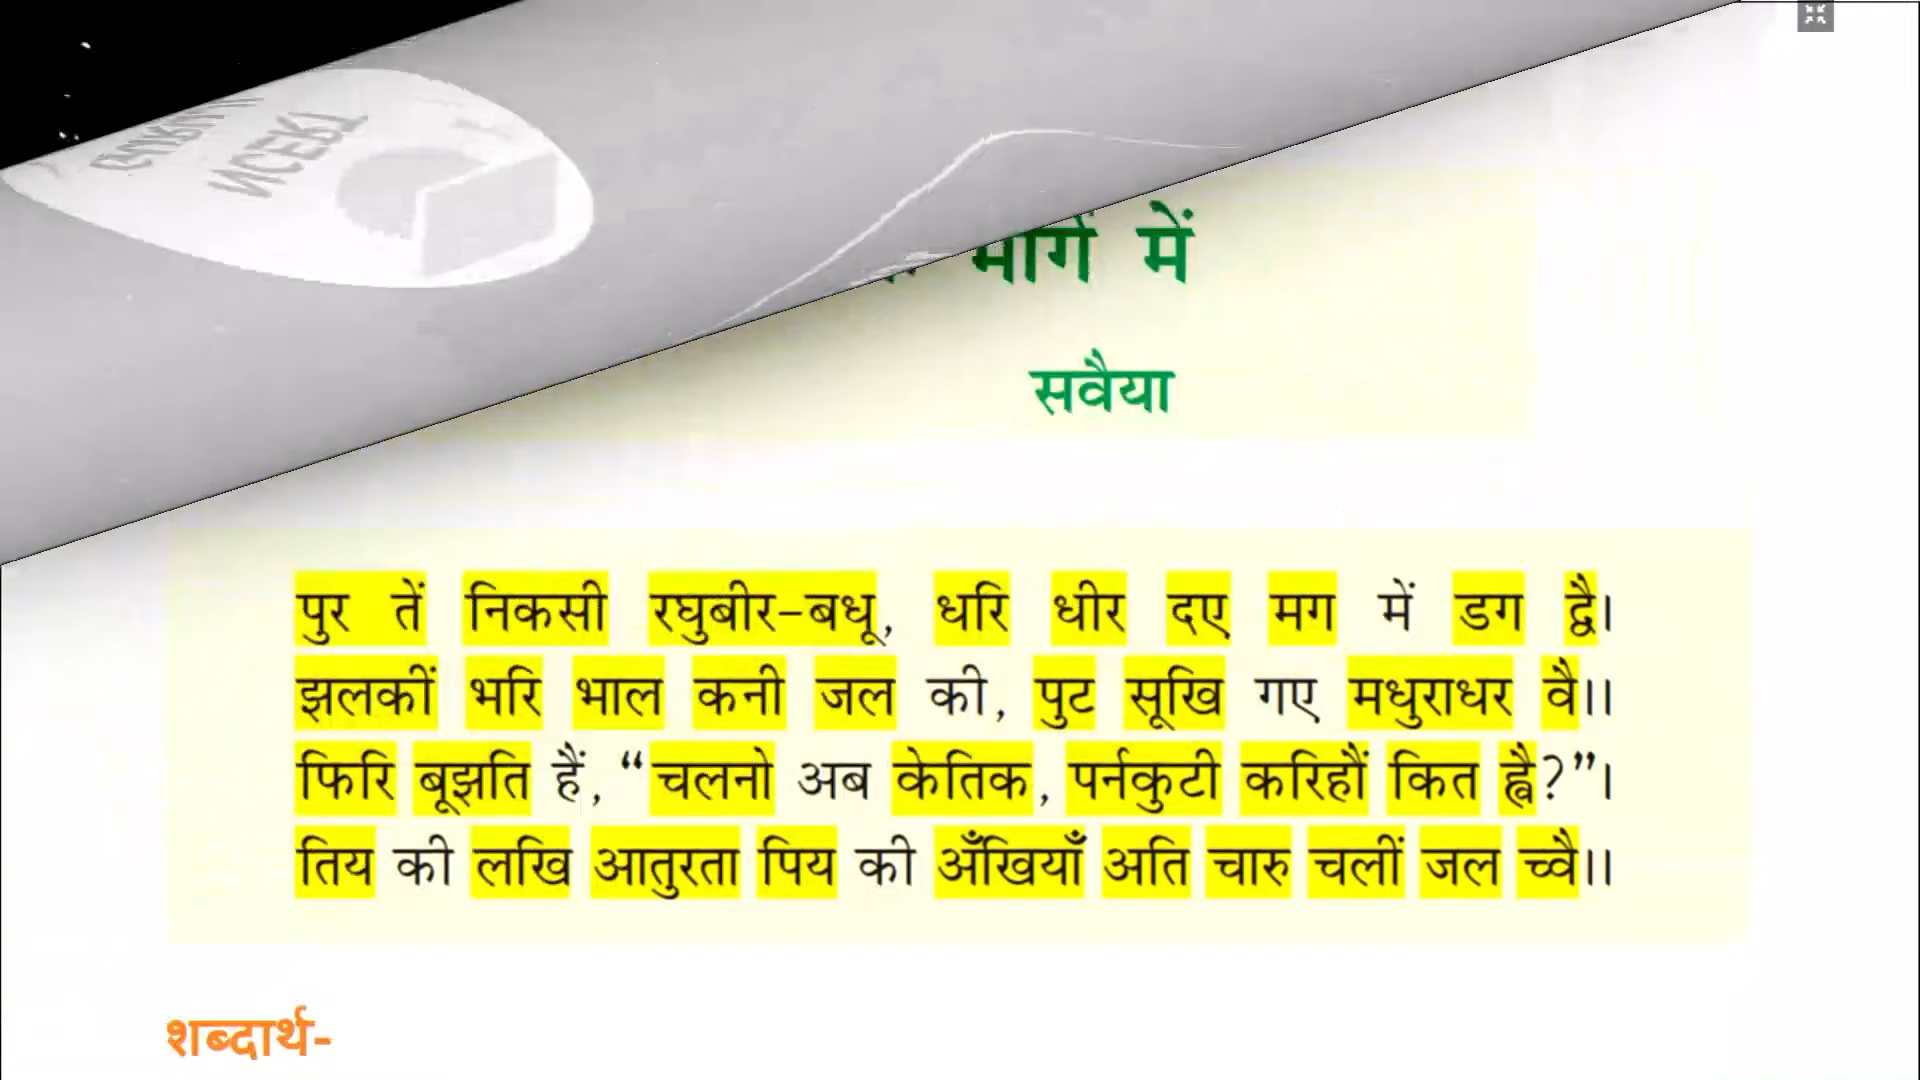 NCERT
मार्ग में
सवैया
पुर तें निकसी रघुबीर-बधू, धरि धीर दए मग में डग द्वै।
झलकीं भरि भाल कनी जल की, पुट सूखि गए मधुराधर वै।।
फिरि बूझति हैं, “चलनो अब केतिक, पर्नकुटी करिहौं कित ह्वै?”।
तिय की लखि आतुरता पिय की अँखियाँ अति चारु चलीं जल च्वै।।
शब्दार्थ-